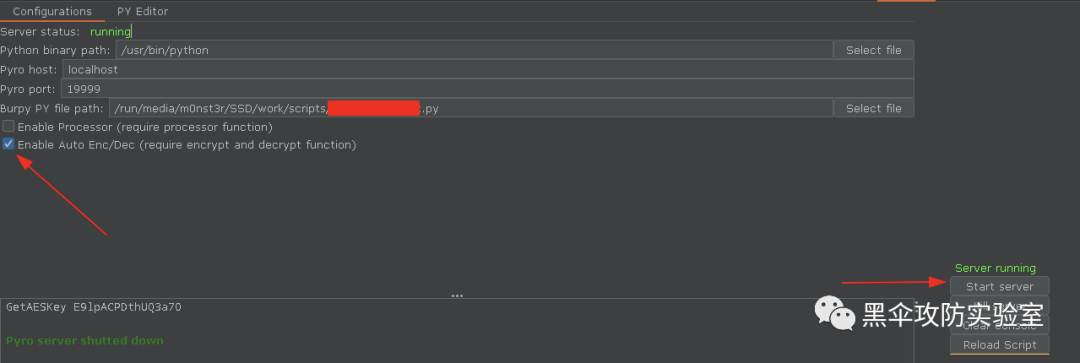 Configurations PY Editor
Server status: running
Python binary path: /usr/bin/python Select file
Pyro host: localhost
Pyro port: 19999
Burpy PY file path: /run/media/m0nst3r/SSD/work/scripts/ .py Select file
Enable Processor (require processor function)
Enable Auto Enc/Dec (require encrypt and decrypt function)
Server running
Start server
GetAESKey E9lpACPDthUQ3a70
黑伞攻防实验室
Clear Console
Pyro server shutted down
Reload Script